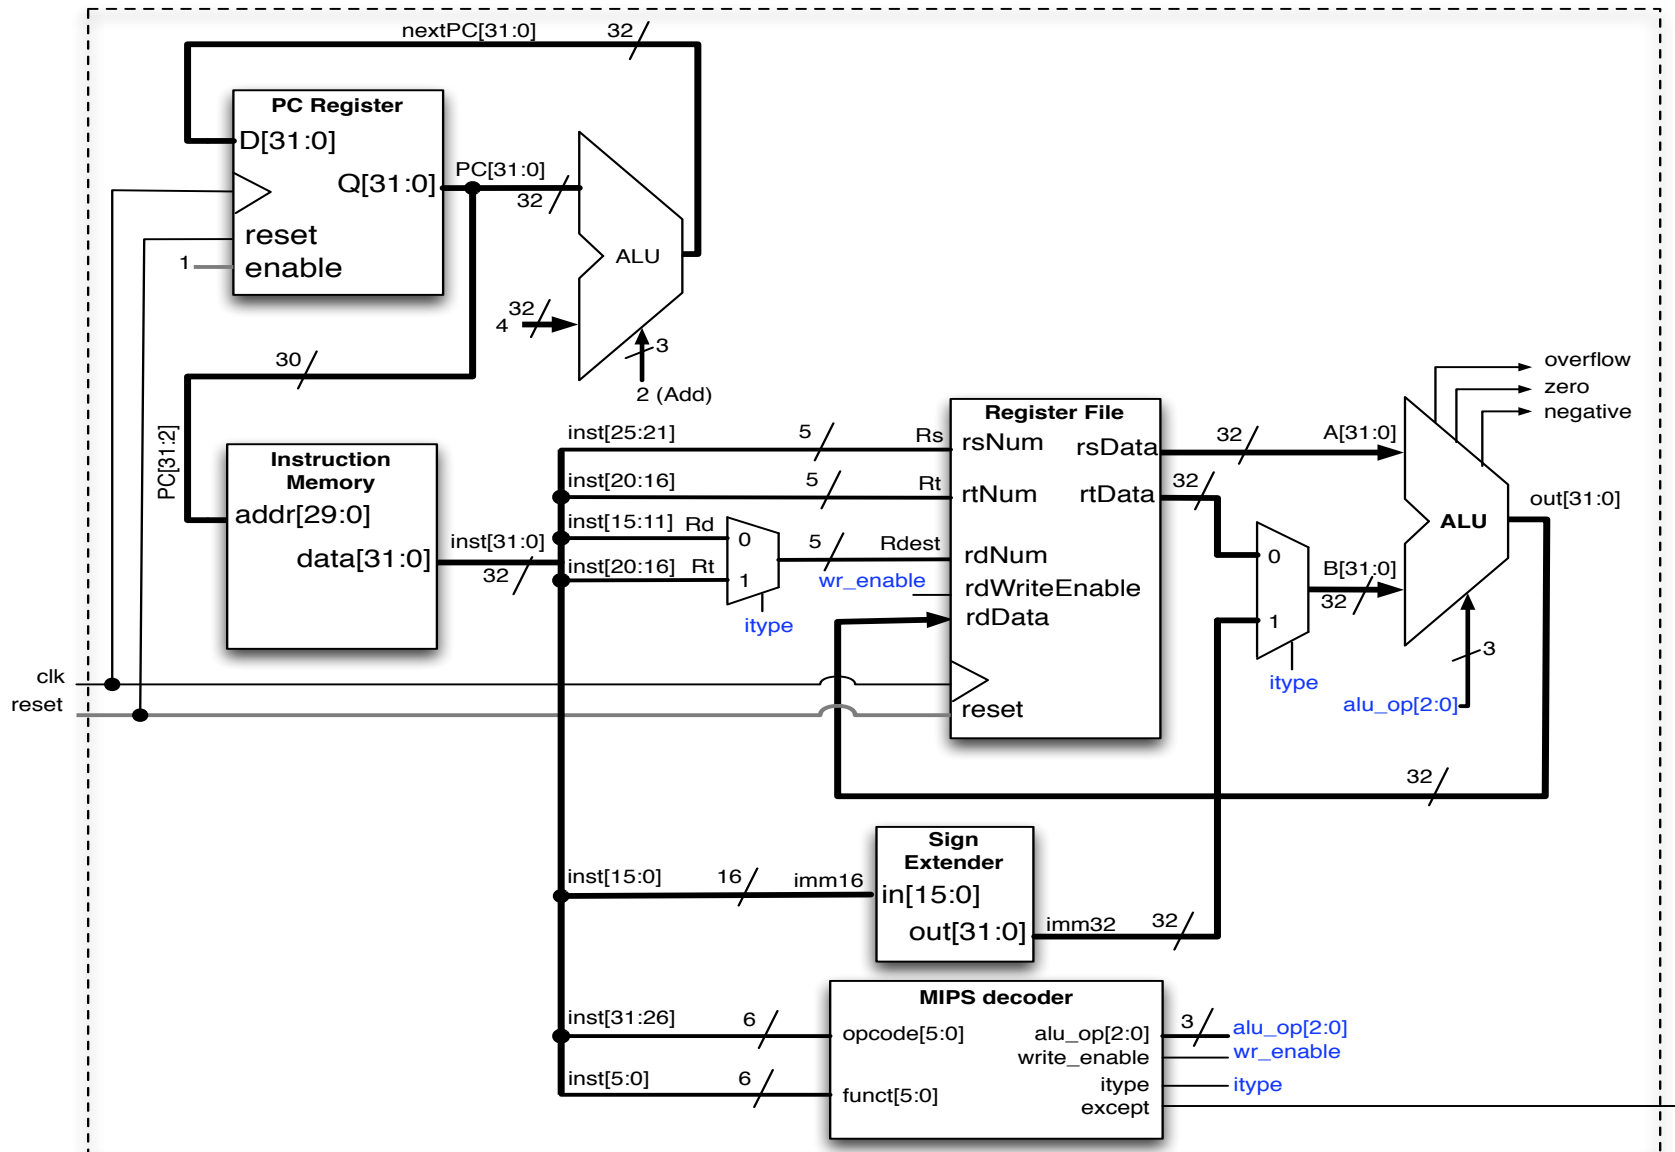 nextPC[31:0]
32
PC Register
D[31:0]
Q[31:0]
reset
enable
1
PC[31:0]
32
ALU
32
4
3
2 (Add)
30
PC[31:2]
Instruction
Memory
addr[29:0]
data[31:0]
inst[31:0]
32
clk
reset
inst[25:21]
5
Rs
inst[20:16]
5
Rt
inst[15:11]
Rd
0
inst[20:16]
Rt
1
itype
5
Rdest
wr_enable
Register File
rsNum
rsData
rtNum
rtData
rdNum
rdWriteEnable
rdData
reset
32
A[31:0]
32
0
1
itype
B[31:0]
32
ALU
overflow
zero
negative
out[31:0]
3
alu_op[2:0]
32
inst[15:0]
16
imm16
Sign
Extender
in[15:0]
out[31:0]
imm32
32
MIPS decoder
inst[31:26]
6
opcode[5:0]
inst[5:0]
6
funct[5:0]
alu_op[2:0]
3
alu_op[2:0]
write_enable
wr_enable
itype
itype
except